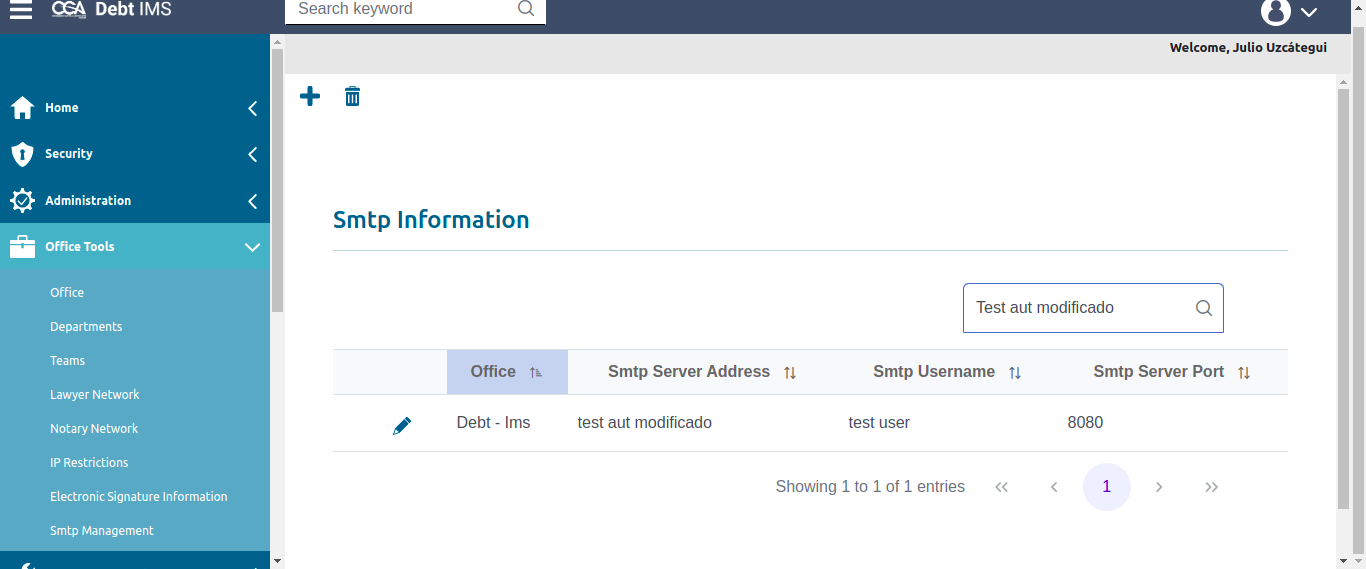 CGA Debt IMS
Search keyword
Welcome, Julio Uzcátegui
Home
Security
Administration
Office Tools
Office
Departments
Teams
Lawyer Network
Notary Network
IP Restrictions
Electronic Signature Information
Smtp Management
Smtp Information
Test aut modificado
Office Smtp Server Address Smtp Username Smtp Server Port
Debt - Ims test aut modificado test user 8080
Showing 1 to 1 of 1 entries 1